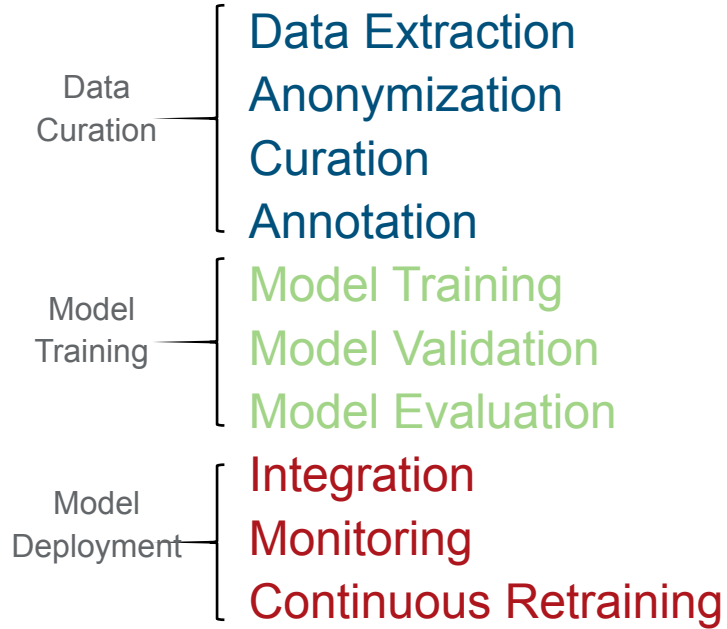 Data
Curation
Data Extraction
Anonymization
Curation
Annotation
Model
Training
Model Training
Model Validation
Model Evaluation
Model
Deployment
Integration
Monitoring
Continuous Retraining